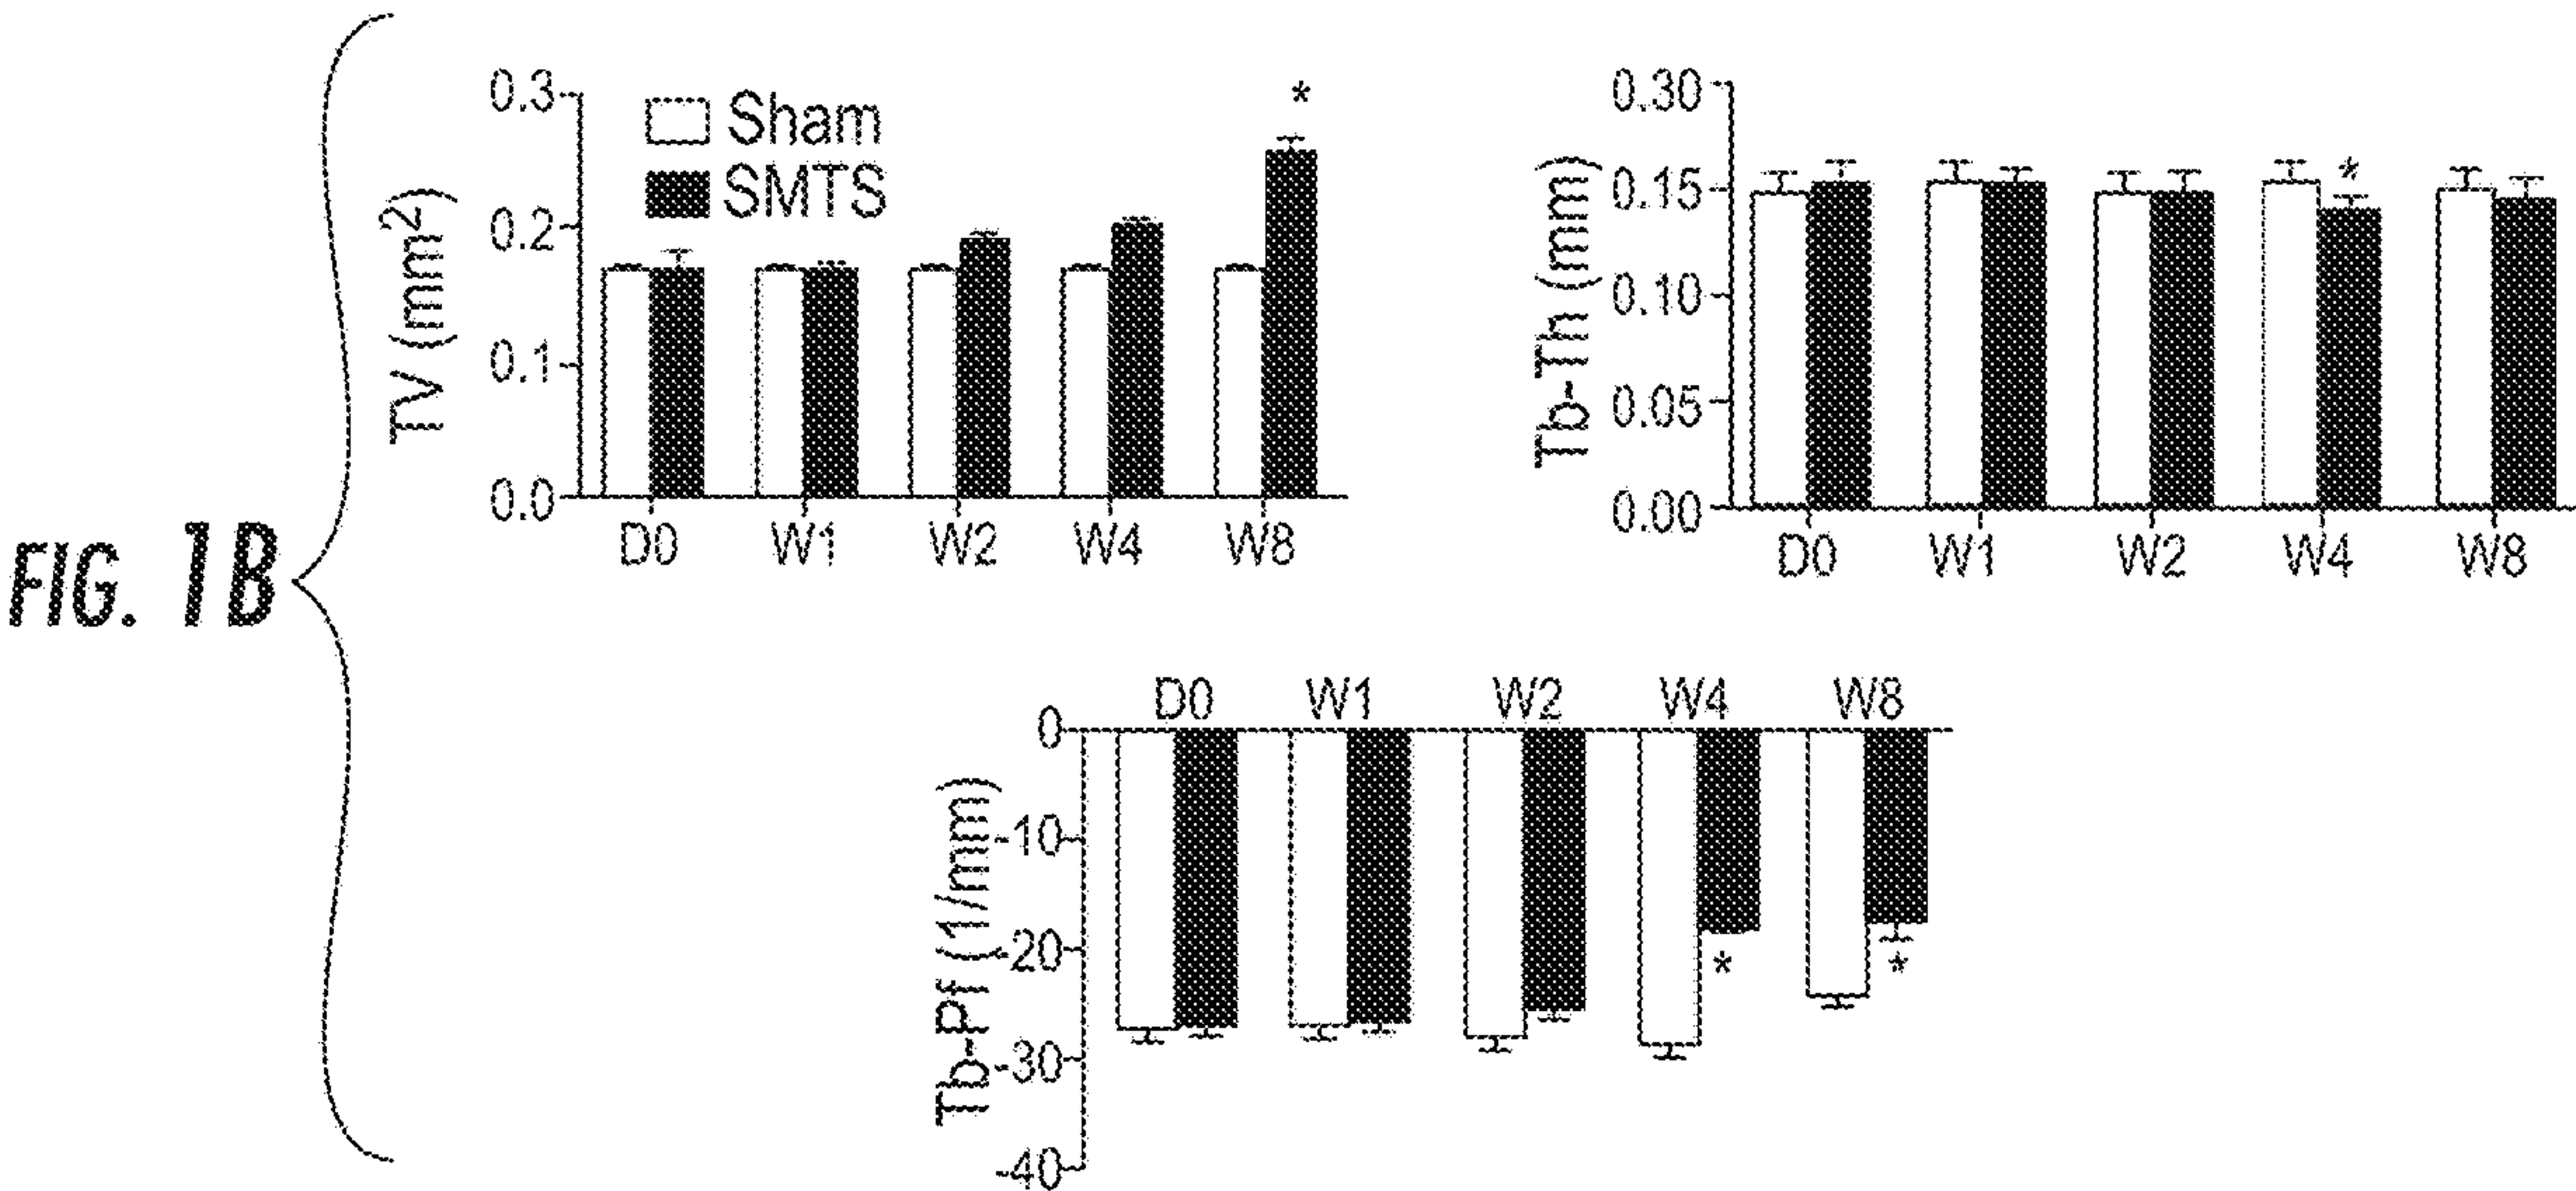 FIG. 1B
TV (mm2)
0.3
0.2
0.1
0.0
Sham
SMTS
*
D0 W1 W2 W4 W8
Tb-Th (mm)
0.30
0.15
0.10
0.05
0.00
*
D0 W1 W2 W4 W8
D0 W1 W2 W4 W8
Tb-Pf (1/mm)
0
-10
-20
-30
-40
* *